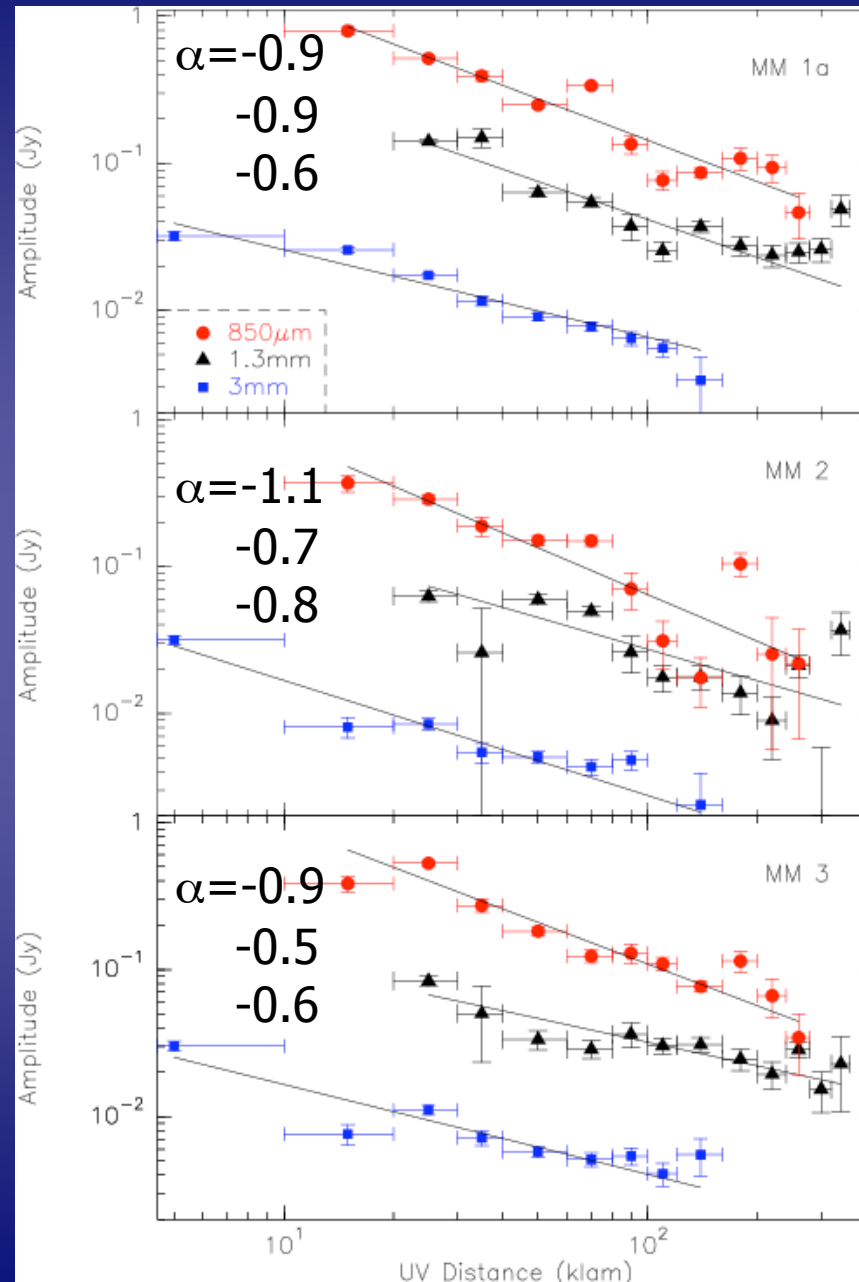 1
α=-0.9
MM 1a
-0.9
10⁻¹
-0.6
Amplitude (Jy)
10⁻²
850μm
1.3mm
3mm
1
α=-1.1
MM 2
-0.7
10⁻¹
-0.8
Amplitude (Jy)
10⁻²
1
α=-0.9
MM 3
-0.5
10⁻¹
-0.6
Amplitude (Jy)
10⁻²
10¹
10²
UV Distance (klam)